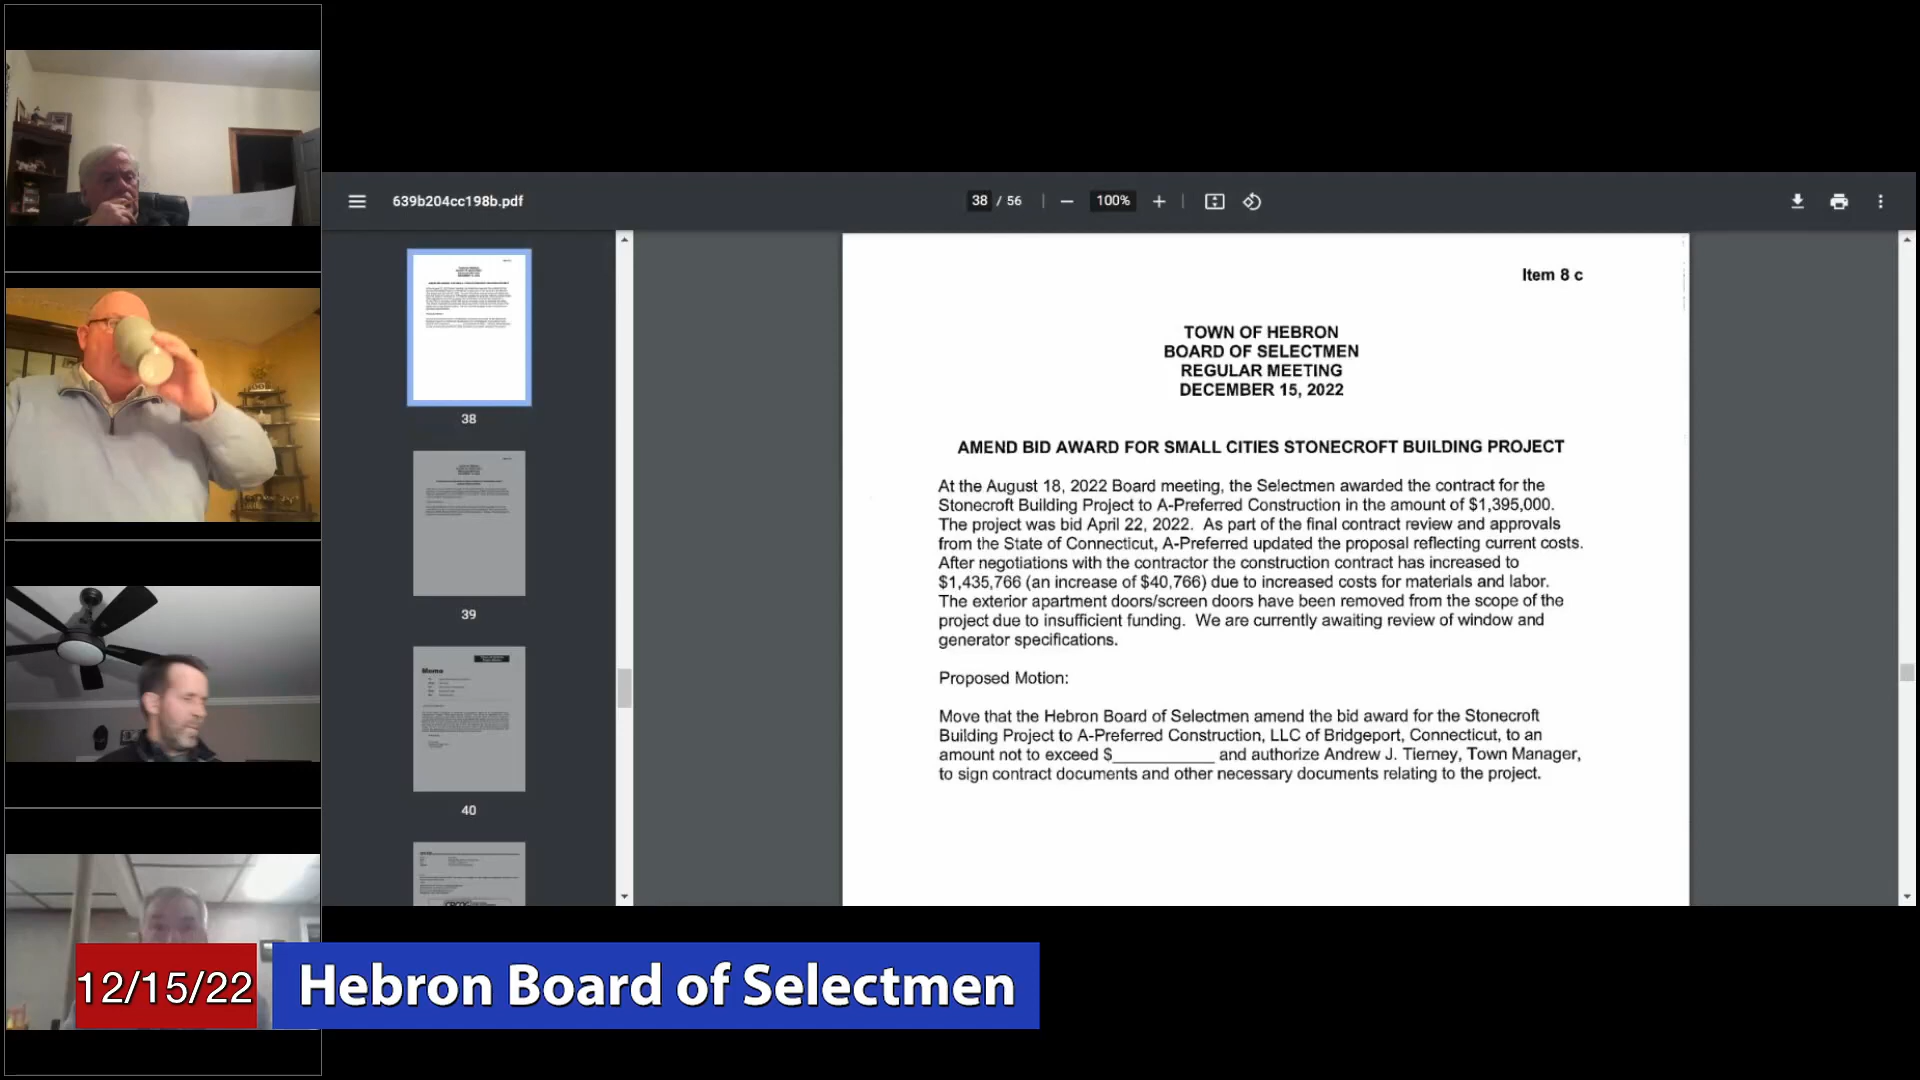 639b204cc198b.pdf
38 / 56
100%
38
39
Memo
40
Item 8 c
TOWN OF HEBRON
BOARD OF SELECTMEN
REGULAR MEETING
DECEMBER 15, 2022
AMEND BID AWARD FOR SMALL CITIES STONECROFT BUILDING PROJECT
At the August 18, 2022 Board meeting, the Selectmen awarded the contract for the
Stonecroft Building Project to A-Preferred Construction in the amount of $1,395,000.
The project was bid April 22, 2022. As part of the final contract review and approvals
from the State of Connecticut, A-Preferred updated the proposal reflecting current costs.
After negotiations with the contractor the construction contract has increased to
$1,435,766 (an increase of $40,766) due to increased costs for materials and labor.
The exterior apartment doors/screen doors have been removed from the scope of the
project due to insufficient funding. We are currently awaiting review of window and
generator specifications.
Proposed Motion:
Move that the Hebron Board of Selectmen amend the bid award for the Stonecroft
Building Project to A-Preferred Construction, LLC of Bridgeport, Connecticut, to an
amount not to exceed $____________ and authorize Andrew J. Tierney, Town Manager,
to sign contract documents and other necessary documents relating to the project.
12/15/22
Hebron Board of Selectmen